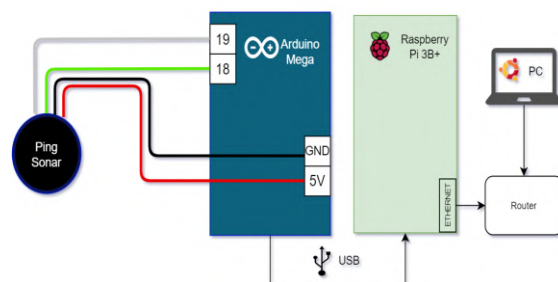 19
18
Arduino
Mega
Raspberry
Pi 3B+
PC
Ping
Sonar
GND
5V
ETHERNET
Router
USB